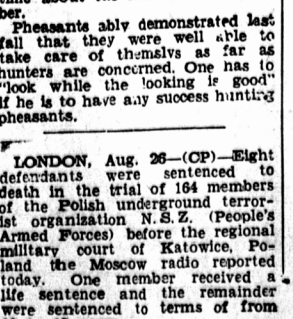 ber.
Pheasants ably demonstrated last
fall that they were well able to
take care of themslvs as far as
hunters are concerned. One has to
"look while the looking is good"
if he is to have any success hunting
pheasants.
LONDON, Aug. 26—(CP)—Eight
defendants were sentenced to
death in the trial of 164 members
of the Polish underground terror-
ist organization N.S.Z. (People's
Armed Forces) before the regional
military court of Katowice, Po-
land the Moscow radio reported
today. One member received a
life sentence and the remainder
were sentenced to terms of from